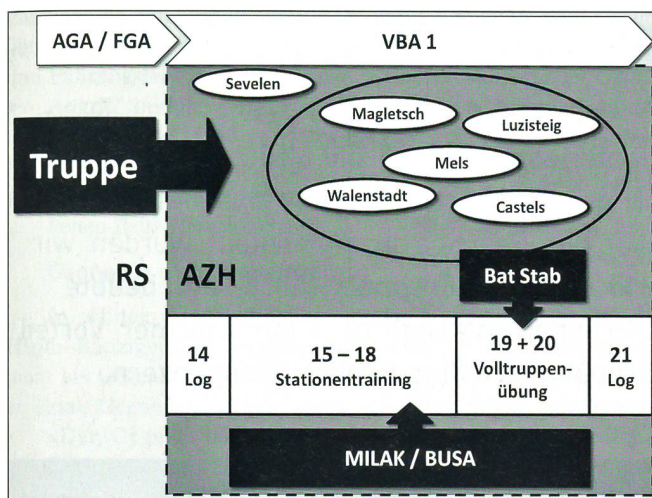 AGA / FGA
VBA 1
Sevelen
Magletsch
Luzisteig
Mels
Walenstadt
Castels
Truppe
RS
AZH
Bat Stab
14
Log
15 – 18
Stationentraining
19 + 20
Volltruppen-
übung
21
Log
MILAK / BUSA